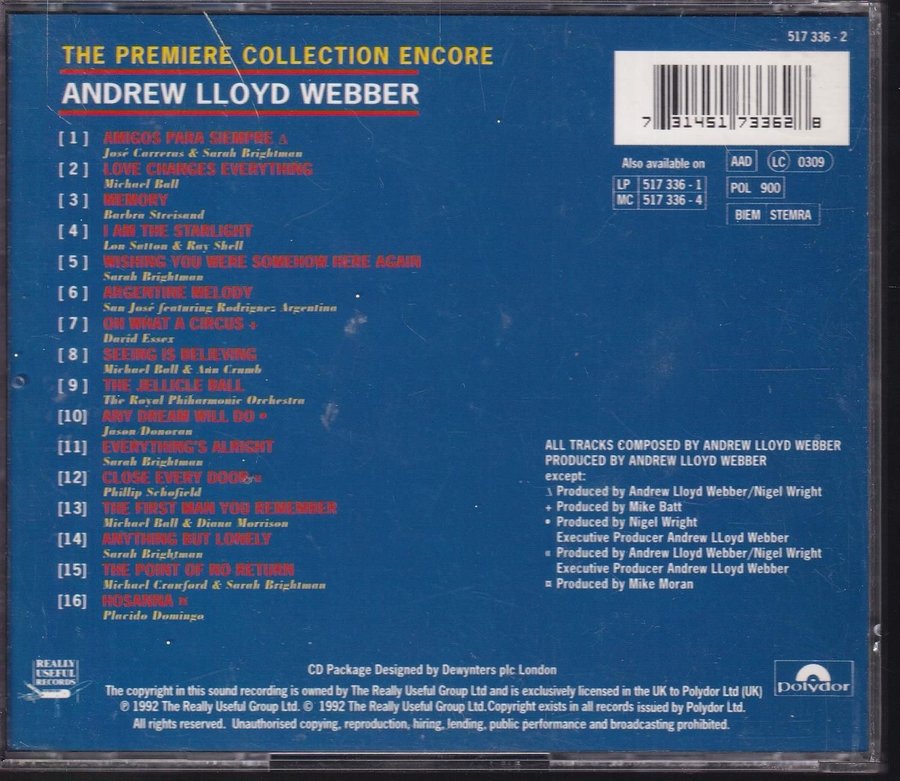 517 336 - 2
THE PREMIERE COLLECTION ENCORE
ANDREW LLOYD WEBBER
7 31451 73362 8
Also available on
LP 517 336 - 1
MC 517 336 - 4
AAD LC 0309
POL 900
BIEM STEMRA
[1] AMIGOS PARA SIEMPRE △
José Carreras & Sarah Brightman
[2] LOVE CHANGES EVERYTHING
Michael Ball
[3] MEMORY
Barbra Streisand
[4] I AM THE STARLIGHT
Lon Satton & Ray Shell
[5] WISHING YOU WERE SOMEHOW HERE AGAIN
Sarah Brightman
[6] ARGENTINE MELODY
San José featuring Rodriguez Argentina
[7] OH WHAT A CIRCUS +
David Essex
[8] SEEING IS BELIEVING
Michael Ball & Ann Crumb
[9] THE JELLICLE BALL
The Royal Philharmonic Orchestra
[10] ANY DREAM WILL DO •
Jason Donovan
[11] EVERYTHING'S ALRIGHT
Sarah Brightman
[12] CLOSE EVERY DOOR «
Phillip Schofield
[13] THE FIRST MAN YOU REMEMBER
Michael Ball & Diana Morrison
[14] ANYTHING BUT LONELY
Sarah Brightman
[15] THE POINT OF NO RETURN
Michael Crawford & Sarah Brightman
[16] HOSANNA ¤
Placido Domingo
ALL TRACKS COMPOSED BY ANDREW LLOYD WEBBER
PRODUCED BY ANDREW LLOYD WEBBER
except:
△ Produced by Andrew Lloyd Webber/Nigel Wright
+ Produced by Mike Batt
• Produced by Nigel Wright
Executive Producer Andrew LLoyd Webber
« Produced by Andrew Lloyd Webber/Nigel Wright
Executive Producer Andrew LLoyd Webber
¤ Produced by Mike Moran
REALLY
USEFUL
RECORDS
polydor
CD Package Designed by Dewynters plc London
The copyright in this sound recording is owned by The Really Useful Group Ltd and is exclusively licensed in the UK to Polydor Ltd (UK)
℗ 1992 The Really Useful Group Ltd. © 1992 The Really Useful Group Ltd.Copyright exists in all records issued by Polydor Ltd.
All rights reserved. Unauthorised copying, reproduction, hiring, lending, public performance and broadcasting prohibited.